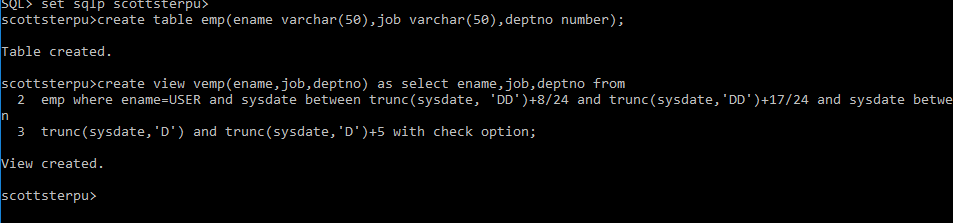 SQL> set sqlp scottsterpu>
scottsterpu>create table emp(ename varchar(50),job varchar(50),deptno number);
Table created.
scottsterpu>create view vemp(ename,job,deptno) as select ename,job,deptno from
2 emp where ename=USER and sysdate between trunc(sysdate, 'DD')+8/24 and trunc(sysdate,'DD')+17/24 and sysdate betwe
n
3 trunc(sysdate,'D') and trunc(sysdate,'D')+5 with check option;
View created.
scottsterpu>